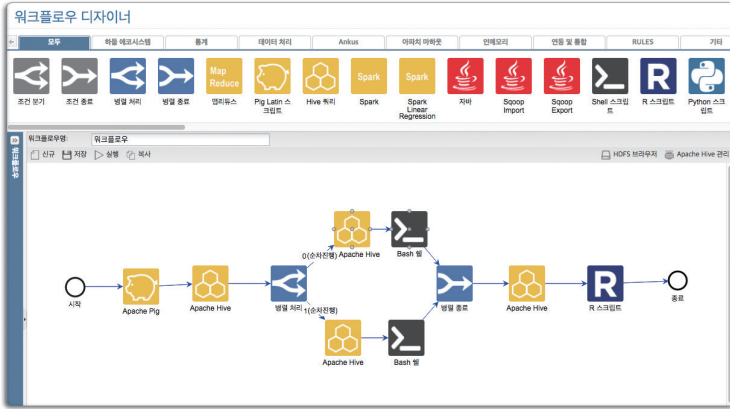 워크플로우 디자이너
모두 하둡 에코시스템 통계 데이터 처리 Ankus 아파치 마하웃 인메모리 연동 및 통합 RULES 기타
Map
Reduce
Spark
Spark
조건 분기 조건 종료 병렬 처리 병렬 종료 맵리듀스 Pig Latin 스크립트 Hive 쿼리 Spark Spark Linear Regression 자바 Sqoop Import Sqoop Export Shell 스크립트 R 스크립트 Python 스크립트
워크플로우
워크플로우명: 워크플로우
신규 저장 실행 복사 HDFS 브라우저 Apache Hive 관리
0(순차진행) Apache Hive Bash 쉘
시작 Apache Pig Apache Hive 병렬 처리 병렬 종료 Apache Hive R 스크립트 종료
1(순차진행)
Apache Hive Bash 쉘